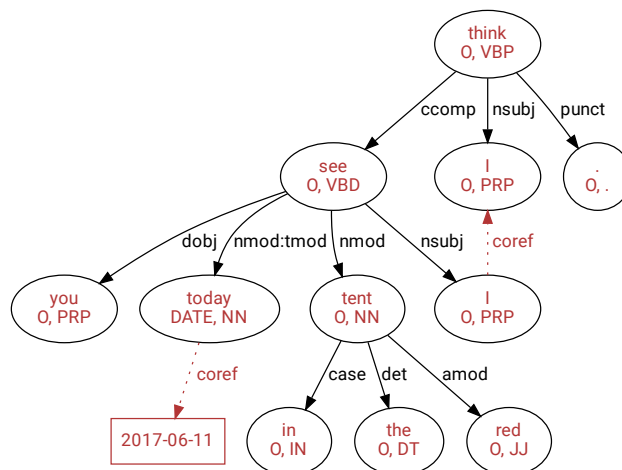 think
O, VBP
ccomp
nsubj
punct
see
O, VBD
I
O, PRP
.
O, .
dobj
nmod:tmod
nmod
nsubj
coref
you
O, PRP
today
DATE, NN
tent
O, NN
I
O, PRP
coref
case
det
amod
2017-06-11
in
O, IN
the
O, DT
red
O, JJ